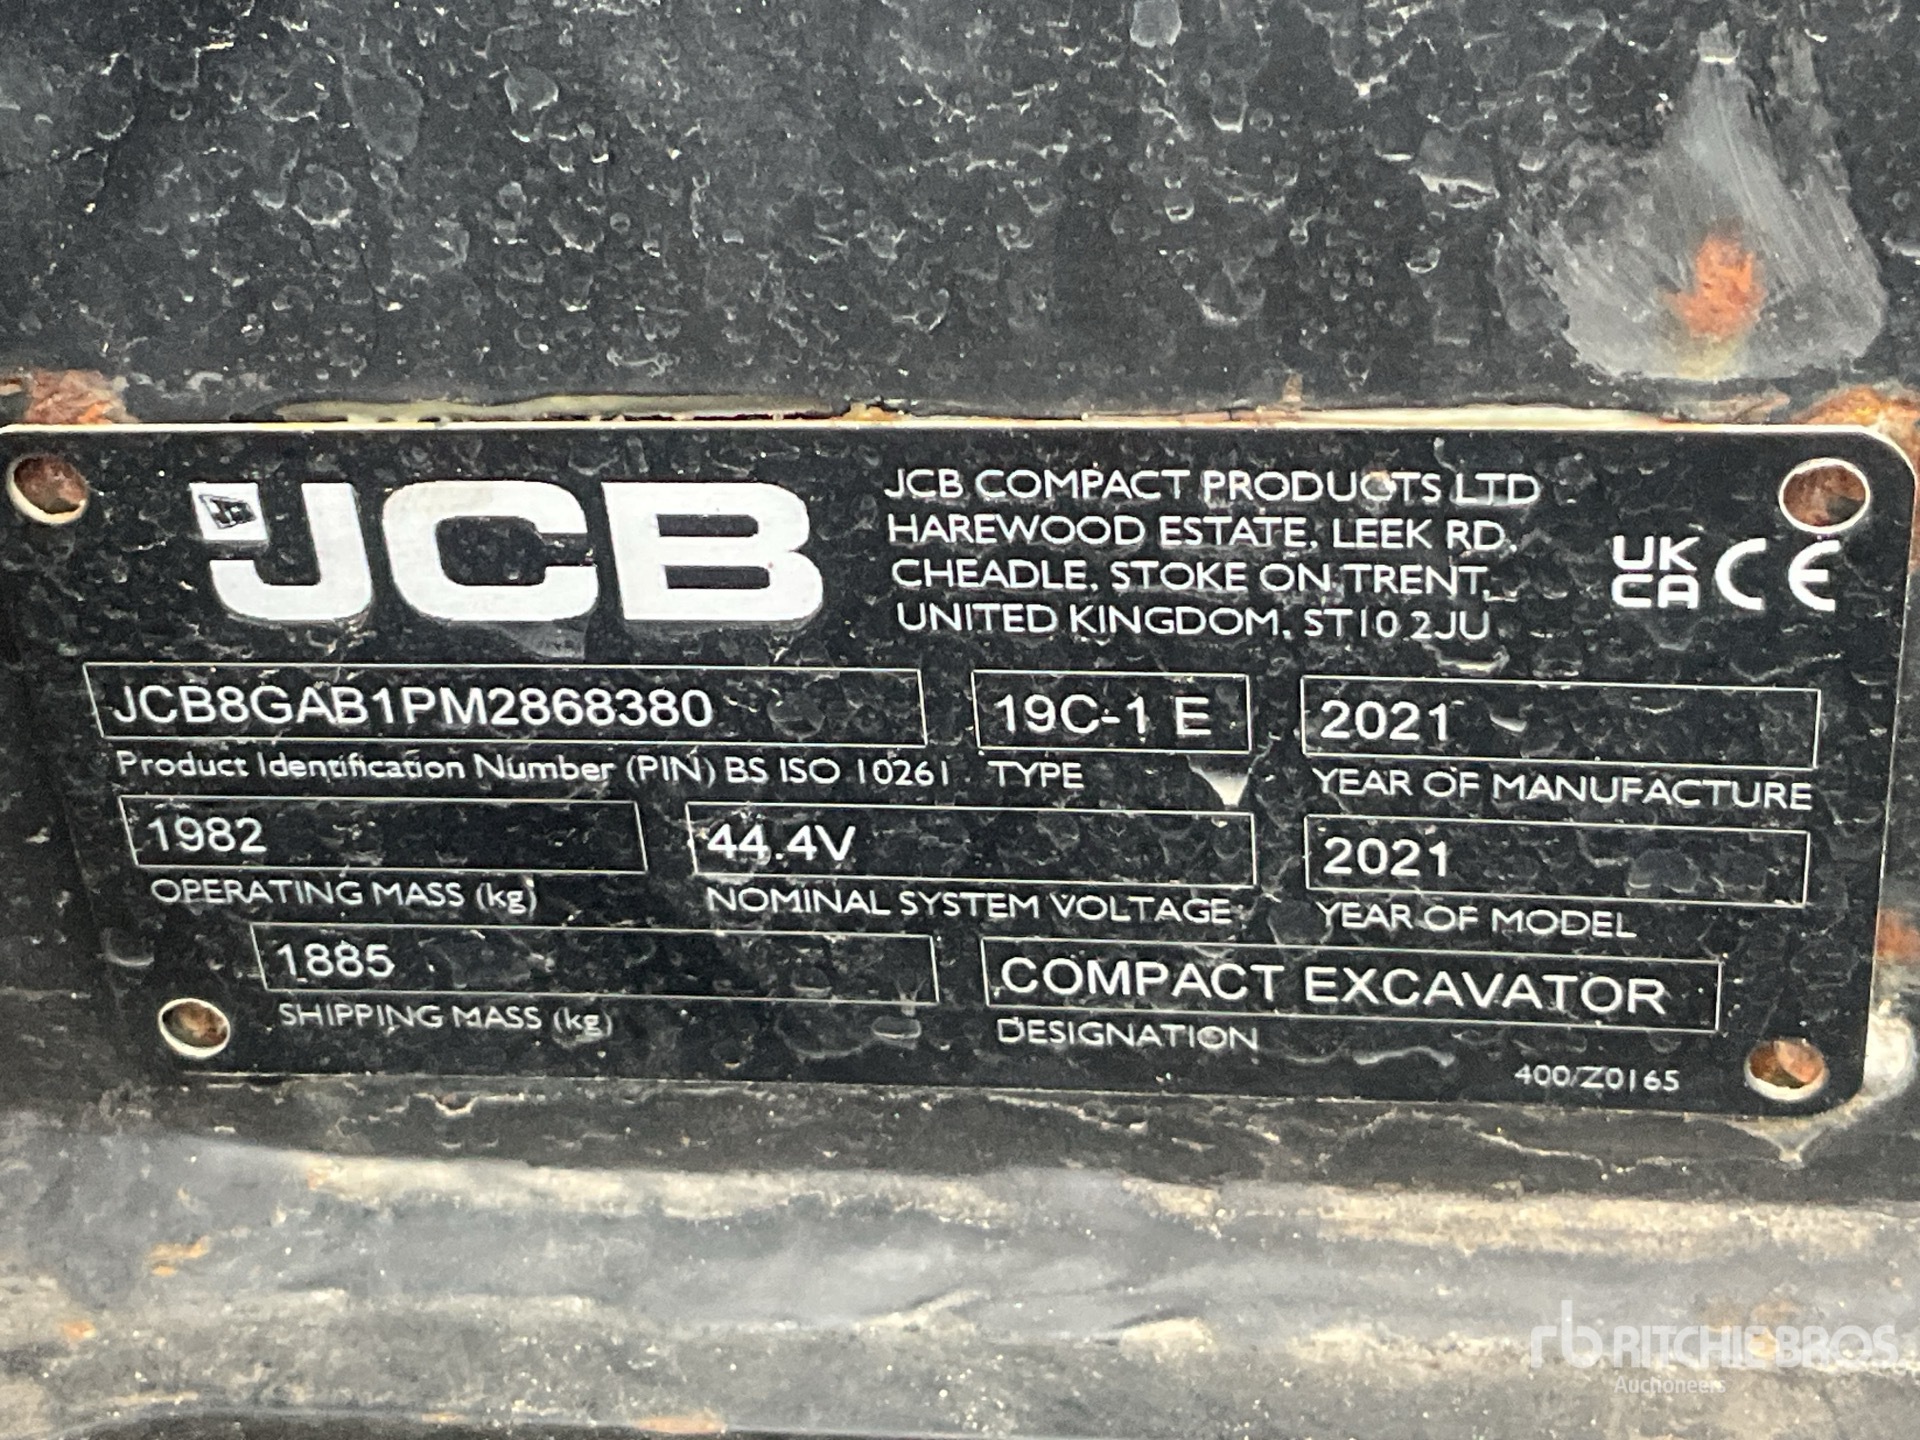 JCB
JCB COMPACT PRODUCTS LTD
HAREWOOD ESTATE, LEEK RD,
CHEADLE, STOKE ON TRENT,
UNITED KINGDOM, ST10 2JU
UK
CA CE
JCB8GAB1PM2868380
Product Identification Number (PIN) BS ISO 10261
19C-1 E
TYPE
2021
YEAR OF MANUFACTURE
1982
OPERATING MASS (kg)
44.4V
NOMINAL SYSTEM VOLTAGE
2021
YEAR OF MODEL
1885
SHIPPING MASS (kg)
COMPACT EXCAVATOR
DESIGNATION
400/Z0165
rb RITCHIE BROS.
Auctioneers